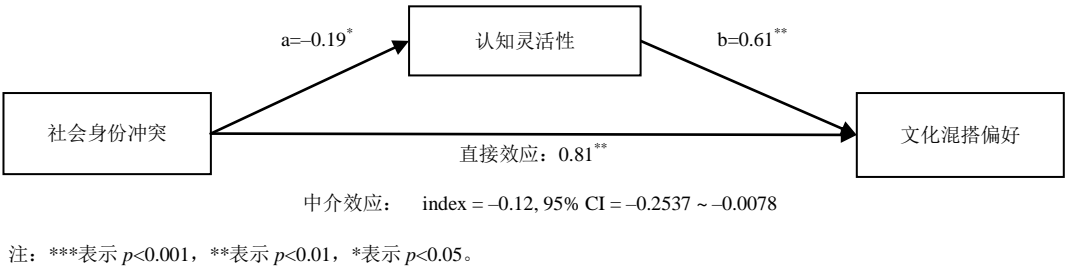 a=–0.19*
认知灵活性
b=0.61**
社会身份冲突
文化混搭偏好
直接效应：0.81**
中介效应： index = –0.12, 95% CI = –0.2537 ~ –0.0078
注：***表示 p<0.001，**表示 p<0.01，*表示 p<0.05。